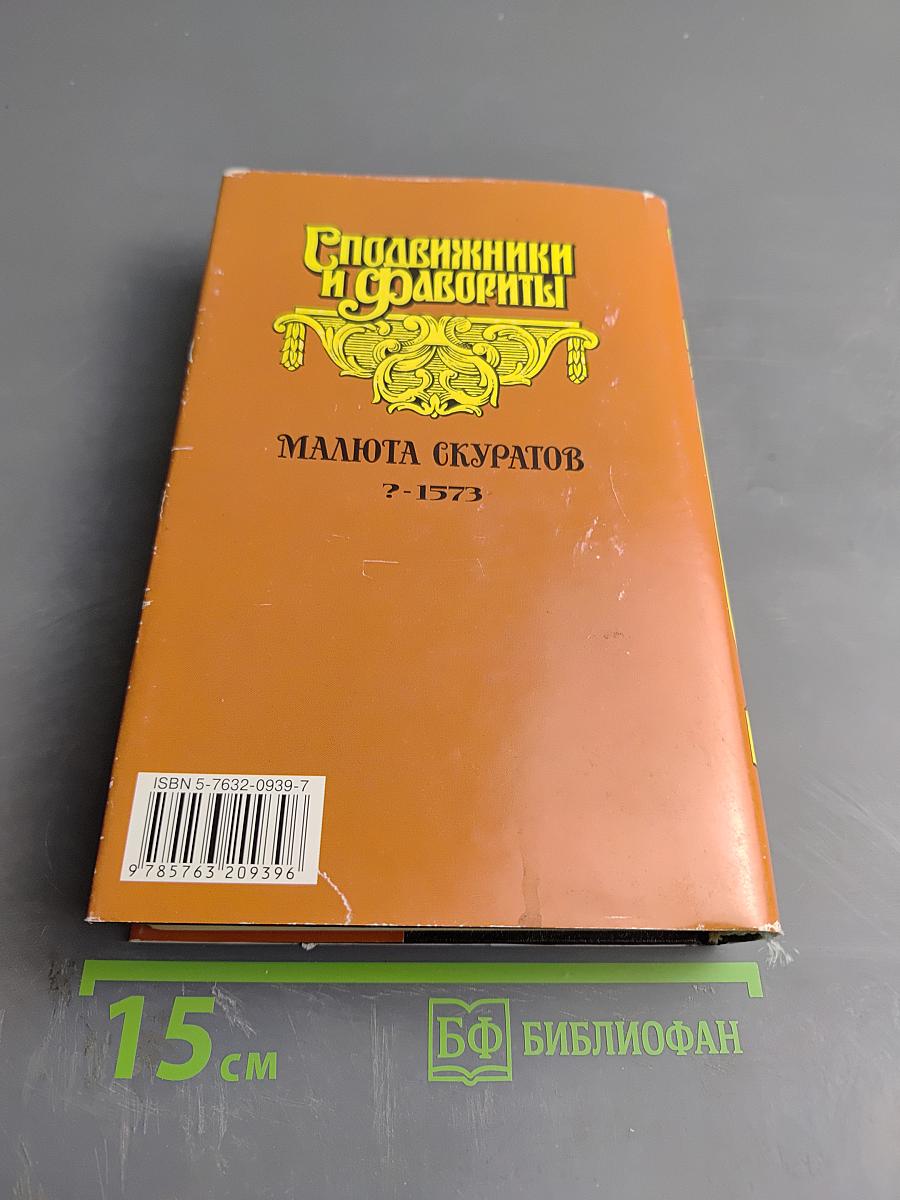 Сподвижники
и Фавориты
МАЛЮТА СКУРАТОВ
?-1573
ISBN 5-7632-0939-7
9 785763 209396
15 см
БФ БИБЛИОФАН